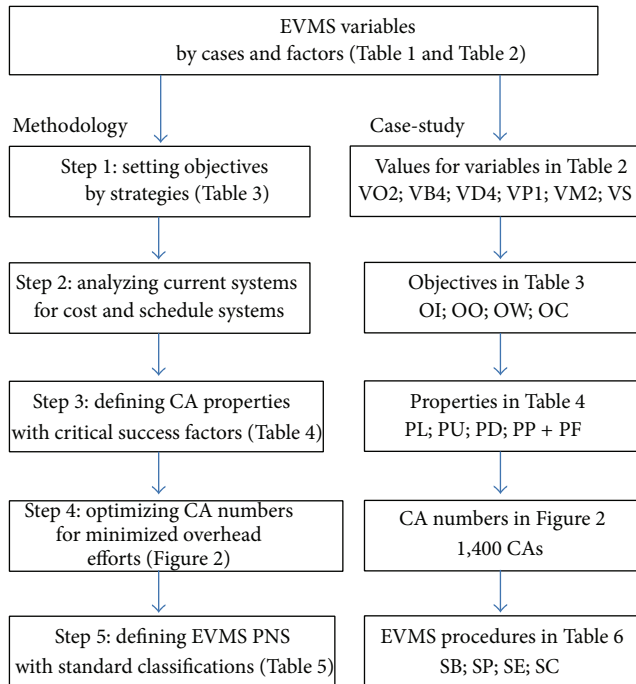 EVMS variables
by cases and factors (Table 1 and Table 2)
Methodology
Case-study
Step 1: setting objectives
by strategies (Table 3)
Values for variables in Table 2
VO2; VB4; VD4; VP1; VM2; VS
Step 2: analyzing current systems
for cost and schedule systems
Objectives in Table 3
OI; OO; OW; OC
Step 3: defining CA properties
with critical success factors (Table 4)
Properties in Table 4
PL; PU; PD; PP + PF
Step 4: optimizing CA numbers
for minimized overhead
efforts (Figure 2)
CA numbers in Figure 2
1,400 CAs
Step 5: defining EVMS PNS
with standard classifications (Table 5)
EVMS procedures in Table 6
SB; SP; SE; SC